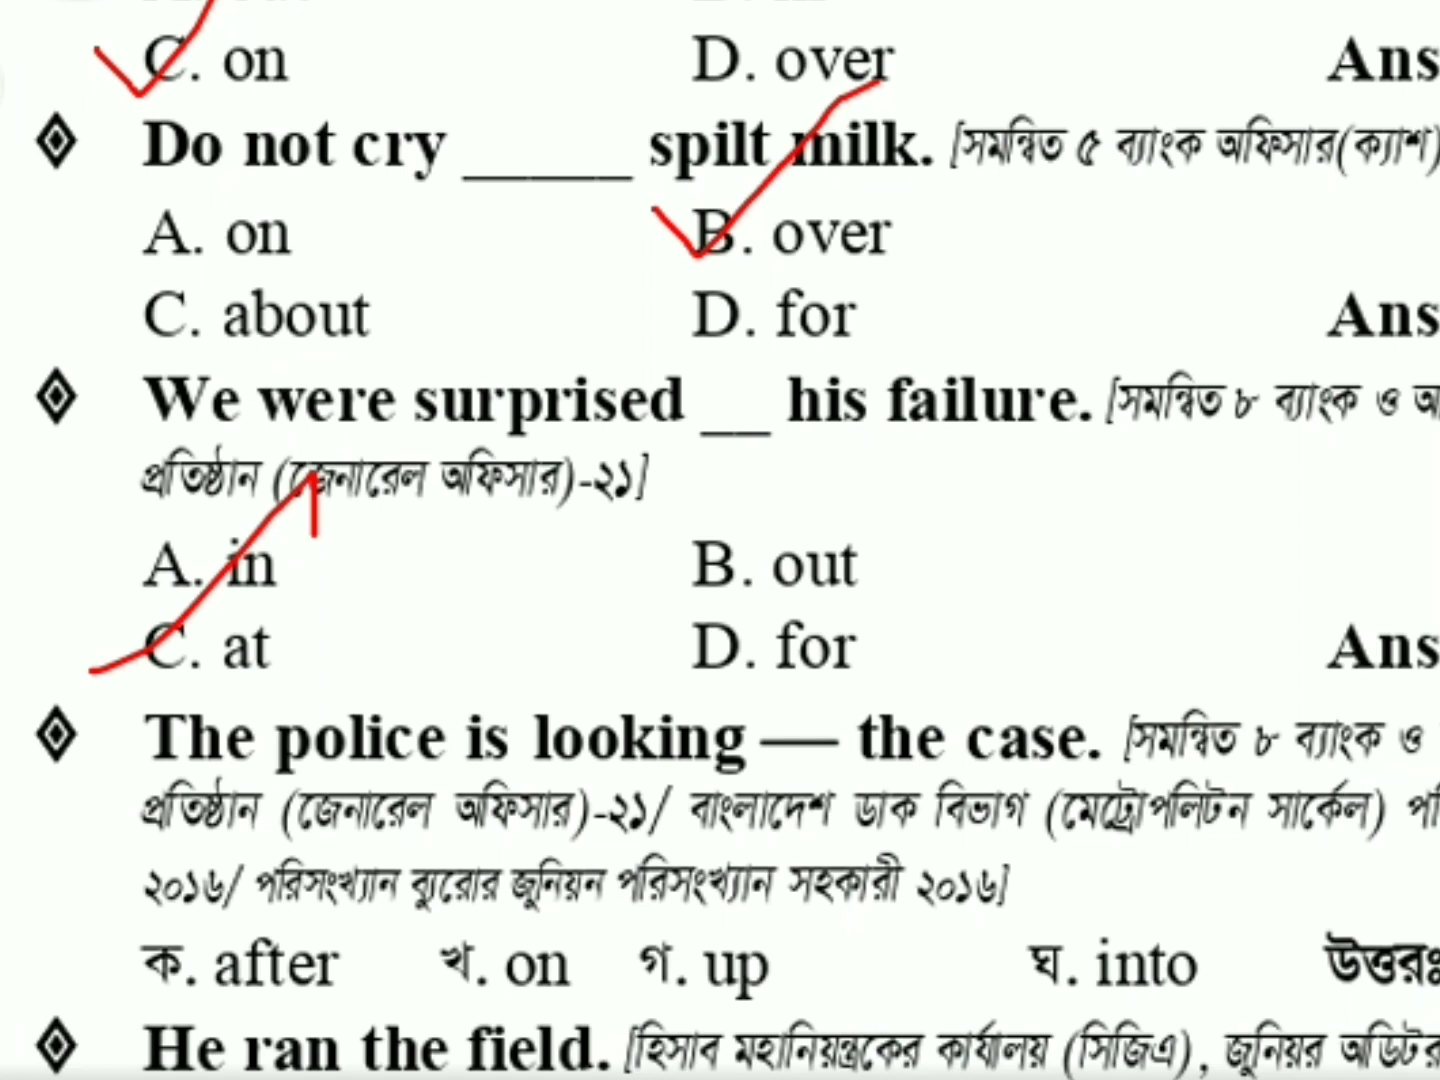 C. on D. over Ans
Do not cry _____ spilt milk. [সমন্বিত ৫ ব্যাংক অফিসার(ক্যাশ)
A. on B. over
C. about D. for Ans
We were surprised __ his failure. [সমন্বিত ৮ ব্যাংক ও
প্রতিষ্ঠান (জেনারেল অফিসার)-২১]
A. in B. out
C. at D. for Ans
The police is looking — the case. [সমন্বিত ৮ ব্যাংক ও
প্রতিষ্ঠান (জেনারেল অফিসার)-২১/ বাংলাদেশ ডাক বিভাগ (মেট্রোপলিটন সার্কেল)
২০১৬/ পরিসংখ্যান ব্যুরোর জুনিয়ন পরিসংখ্যান সহকারী ২০১৬]
ক. after খ. on গ. up ঘ. into উত্তরঃ
He ran the field. [হিসাব মহানিয়ন্ত্রকের কার্যালয় (সিজিএ), জুনিয়র অডিটর